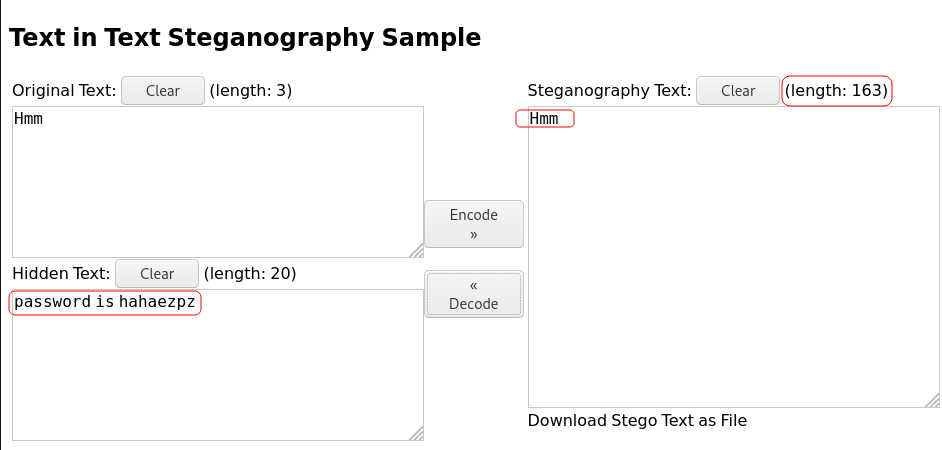 Text in Text Steganography Sample
Original Text: Clear (length: 3)
Hmm
Hidden Text: Clear (length: 20)
password is hahaezpz
Encode
»
«
Decode
Steganography Text: Clear (length: 163)
Hmm
Download Stego Text as File